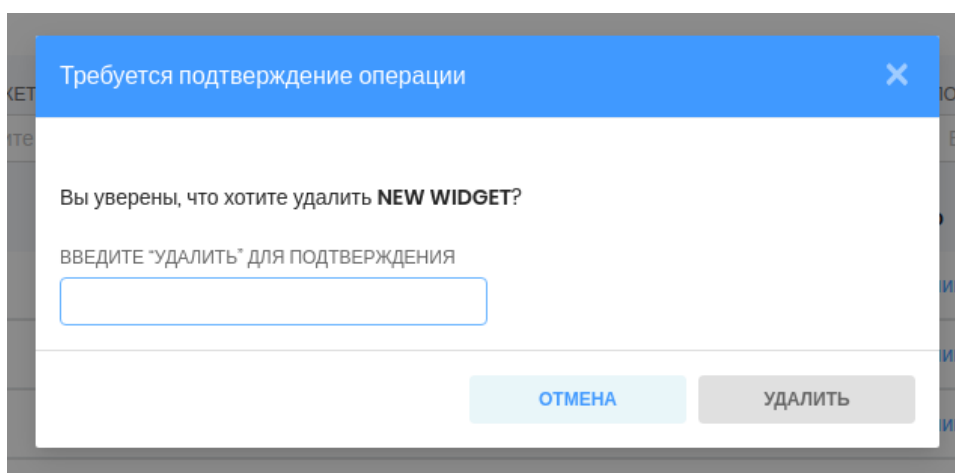 Требуется подтверждение операции
Вы уверены, что хотите удалить NEW WIDGET?
ВВЕДИТЕ “УДАЛИТЬ” ДЛЯ ПОДТВЕРЖДЕНИЯ
ОТМЕНА
УДАЛИТЬ